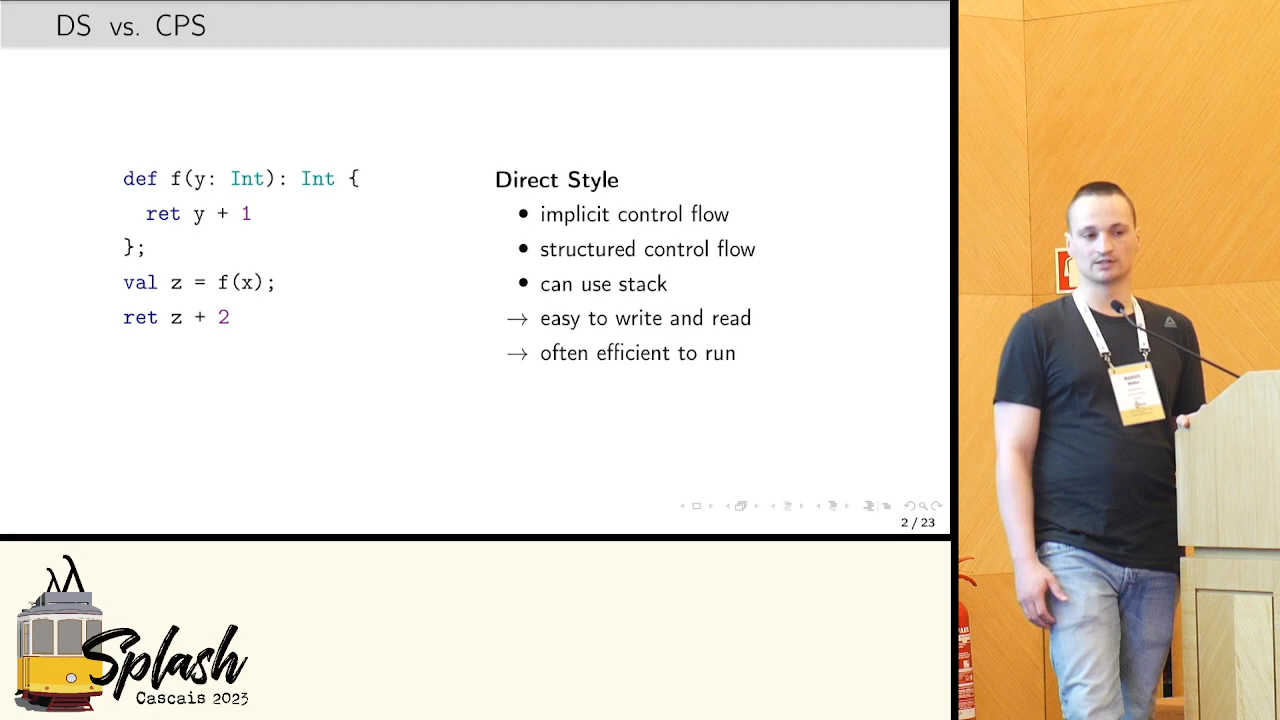 DS vs. CPS
def f(y: Int): Int {
ret y + 1
};
val z = f(x);
ret z + 2
Direct Style
• implicit control flow
• structured control flow
• can use stack
→ easy to write and read
→ often efficient to run
2 / 23
Splash
Cascais 2023